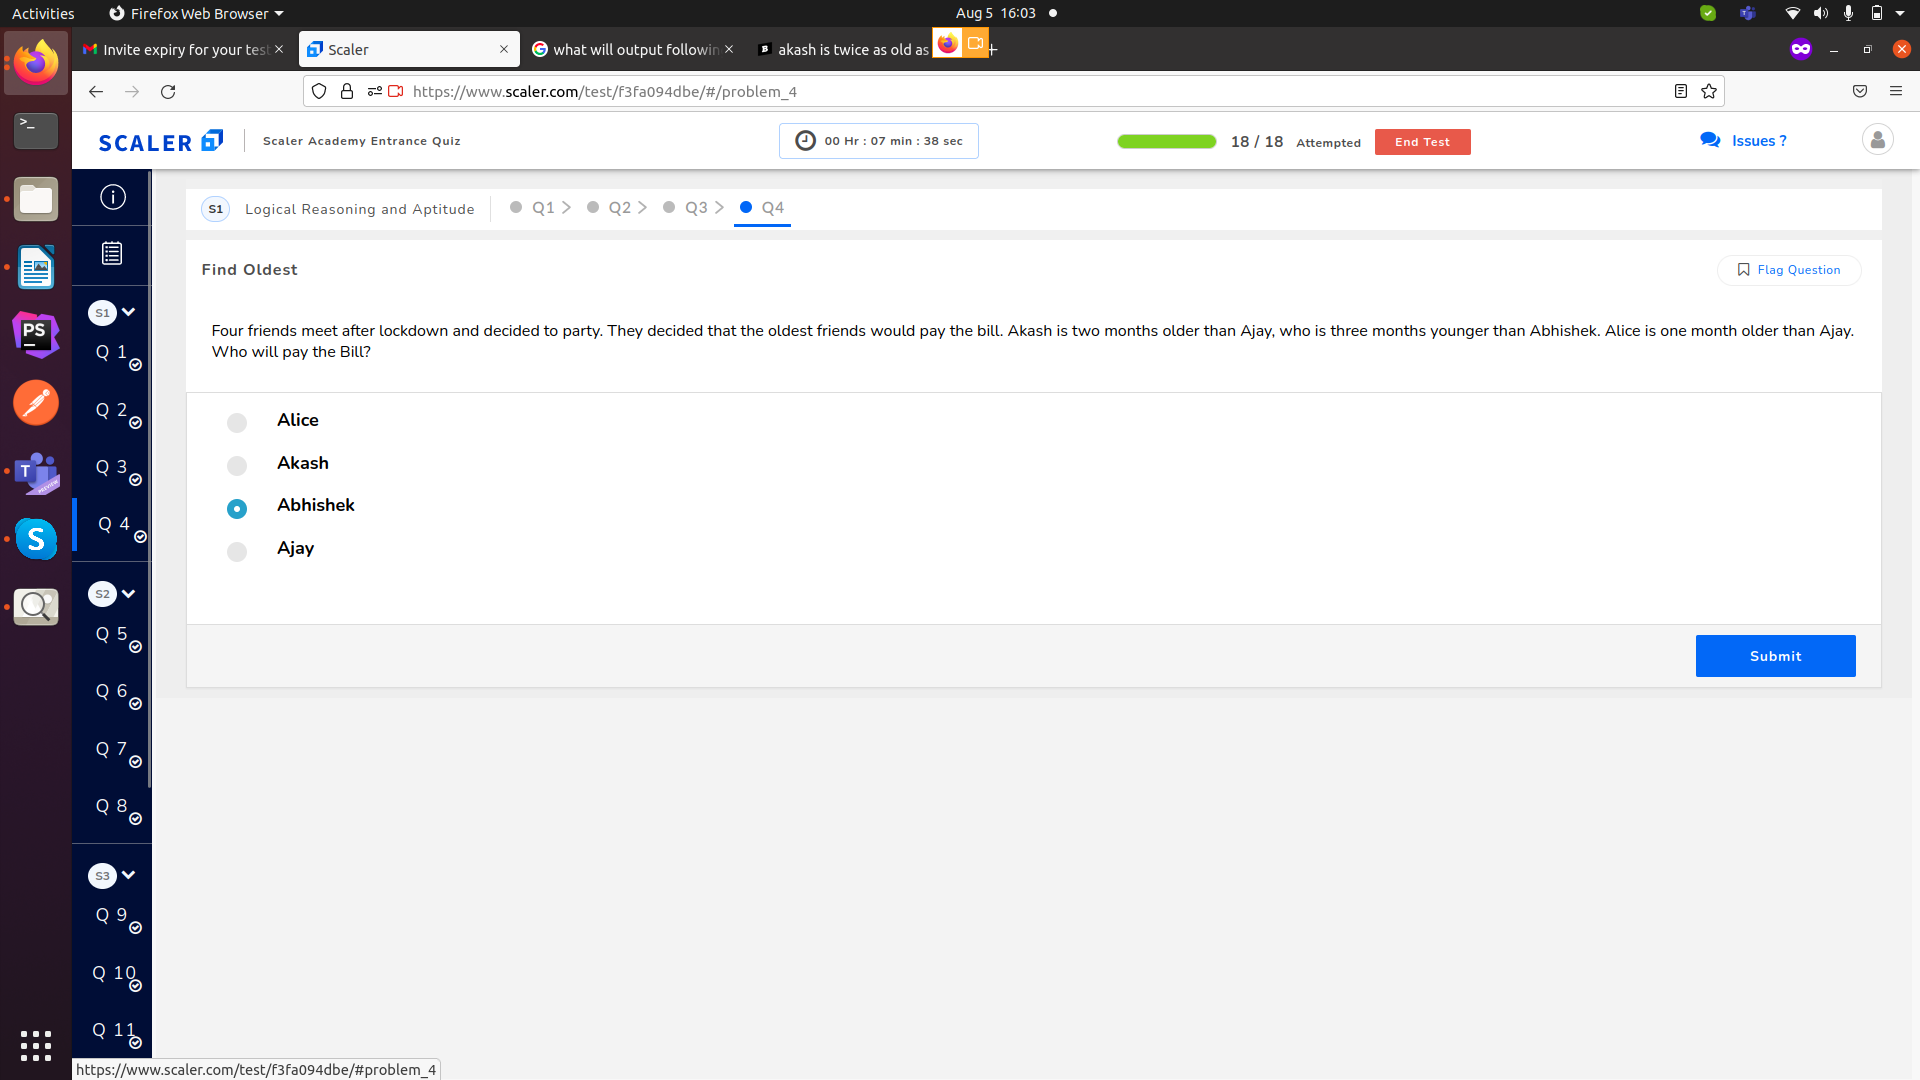 Activities
Firefox Web Browser
Aug 5 16:03
Invite expiry for your test
Scaler
what will output followin
akash is twice as old as
https://www.scaler.com/test/f3fa094dbe/#/problem_4
SCALER
Scaler Academy Entrance Quiz
00 Hr : 07 min : 38 sec
18 / 18 Attempted
End Test
Issues ?
S1 Logical Reasoning and Aptitude
Q1
Q2
Q3
Q4
Find Oldest
Flag Question
Four friends meet after lockdown and decided to party. They decided that the oldest friends would pay the bill. Akash is two months older than Ajay, who is three months younger than Abhishek. Alice is one month older than Ajay.
Who will pay the Bill?
Alice
Akash
Abhishek
Ajay
Submit
S1
Q 1
Q 2
Q 3
Q 4
S2
Q 5
Q 6
Q 7
Q 8
S3
Q 9
Q 10
Q 11
PS
T
PREVIEW
S
https://www.scaler.com/test/f3fa094dbe/#problem_4